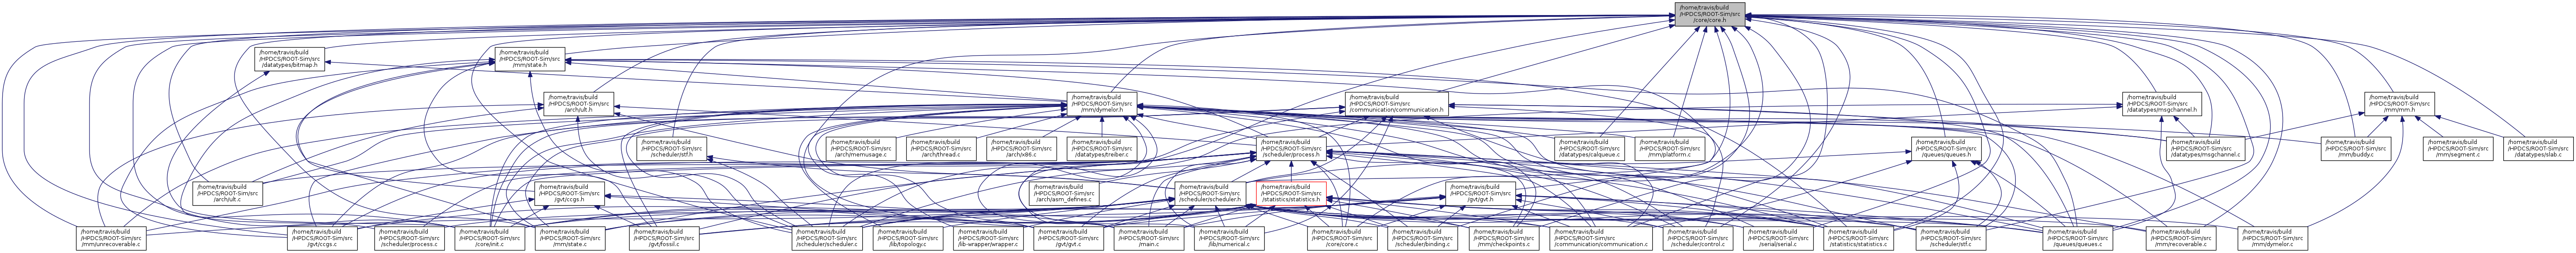 /home/travis/build
/HPDCS/ROOT-Sim/src
/core/core.h
/home/travis/build
/HPDCS/ROOT-Sim/src
/datatypes/bitmap.h
/home/travis/build
/HPDCS/ROOT-Sim/src
/mm/state.h
/home/travis/build
/HPDCS/ROOT-Sim/src
/arch/ult.h
/home/travis/build
/HPDCS/ROOT-Sim/src
/mm/dymelor.h
/home/travis/build
/HPDCS/ROOT-Sim/src
/communication/communication.h
/home/travis/build
/HPDCS/ROOT-Sim/src
/datatypes/msgchannel.h
/home/travis/build
/HPDCS/ROOT-Sim/src
/mm/mm.h
/home/travis/build
/HPDCS/ROOT-Sim/src
/scheduler/stf.h
/home/travis/build
/HPDCS/ROOT-Sim/src
/arch/memusage.c
/home/travis/build
/HPDCS/ROOT-Sim/src
/arch/thread.c
/home/travis/build
/HPDCS/ROOT-Sim/src
/arch/x86.c
/home/travis/build
/HPDCS/ROOT-Sim/src
/datatypes/treiber.c
/home/travis/build
/HPDCS/ROOT-Sim/src
/scheduler/process.h
/home/travis/build
/HPDCS/ROOT-Sim/src
/datatypes/calqueue.c
/home/travis/build
/HPDCS/ROOT-Sim/src
/mm/platform.c
/home/travis/build
/HPDCS/ROOT-Sim/src
/queues/queues.h
/home/travis/build
/HPDCS/ROOT-Sim/src
/datatypes/msgchannel.c
/home/travis/build
/HPDCS/ROOT-Sim/src
/mm/buddy.c
/home/travis/build
/HPDCS/ROOT-Sim/src
/mm/segment.c
/home/travis/build
/HPDCS/ROOT-Sim/src
/datatypes/slab.c
/home/travis/build
/HPDCS/ROOT-Sim/src
/arch/ult.c
/home/travis/build
/HPDCS/ROOT-Sim/src
/gvt/ccgs.h
/home/travis/build
/HPDCS/ROOT-Sim/src
/arch/asm_defines.c
/home/travis/build
/HPDCS/ROOT-Sim/src
/scheduler/scheduler.h
/home/travis/build
/HPDCS/ROOT-Sim/src
/statistics/statistics.h
/home/travis/build
/HPDCS/ROOT-Sim/src
/gvt/gvt.h
/home/travis/build
/HPDCS/ROOT-Sim/src
/mm/unrecoverable.c
/home/travis/build
/HPDCS/ROOT-Sim/src
/gvt/ccgs.c
/home/travis/build
/HPDCS/ROOT-Sim/src
/scheduler/process.c
/home/travis/build
/HPDCS/ROOT-Sim/src
/core/init.c
/home/travis/build
/HPDCS/ROOT-Sim/src
/mm/state.c
/home/travis/build
/HPDCS/ROOT-Sim/src
/gvt/fossil.c
/home/travis/build
/HPDCS/ROOT-Sim/src
/scheduler/scheduler.c
/home/travis/build
/HPDCS/ROOT-Sim/src
/lib/topology.c
/home/travis/build
/HPDCS/ROOT-Sim/src
/lib-wrapper/wrapper.c
/home/travis/build
/HPDCS/ROOT-Sim/src
/gvt/gvt.c
/home/travis/build
/HPDCS/ROOT-Sim/src
/main.c
/home/travis/build
/HPDCS/ROOT-Sim/src
/lib/numerical.c
/home/travis/build
/HPDCS/ROOT-Sim/src
/core/core.c
/home/travis/build
/HPDCS/ROOT-Sim/src
/scheduler/binding.c
/home/travis/build
/HPDCS/ROOT-Sim/src
/mm/checkpoints.c
/home/travis/build
/HPDCS/ROOT-Sim/src
/communication/communication.c
/home/travis/build
/HPDCS/ROOT-Sim/src
/scheduler/control.c
/home/travis/build
/HPDCS/ROOT-Sim/src
/serial/serial.c
/home/travis/build
/HPDCS/ROOT-Sim/src
/statistics/statistics.c
/home/travis/build
/HPDCS/ROOT-Sim/src
/scheduler/stf.c
/home/travis/build
/HPDCS/ROOT-Sim/src
/queues/queues.c
/home/travis/build
/HPDCS/ROOT-Sim/src
/mm/recoverable.c
/home/travis/build
/HPDCS/ROOT-Sim/src
/mm/dymelor.c